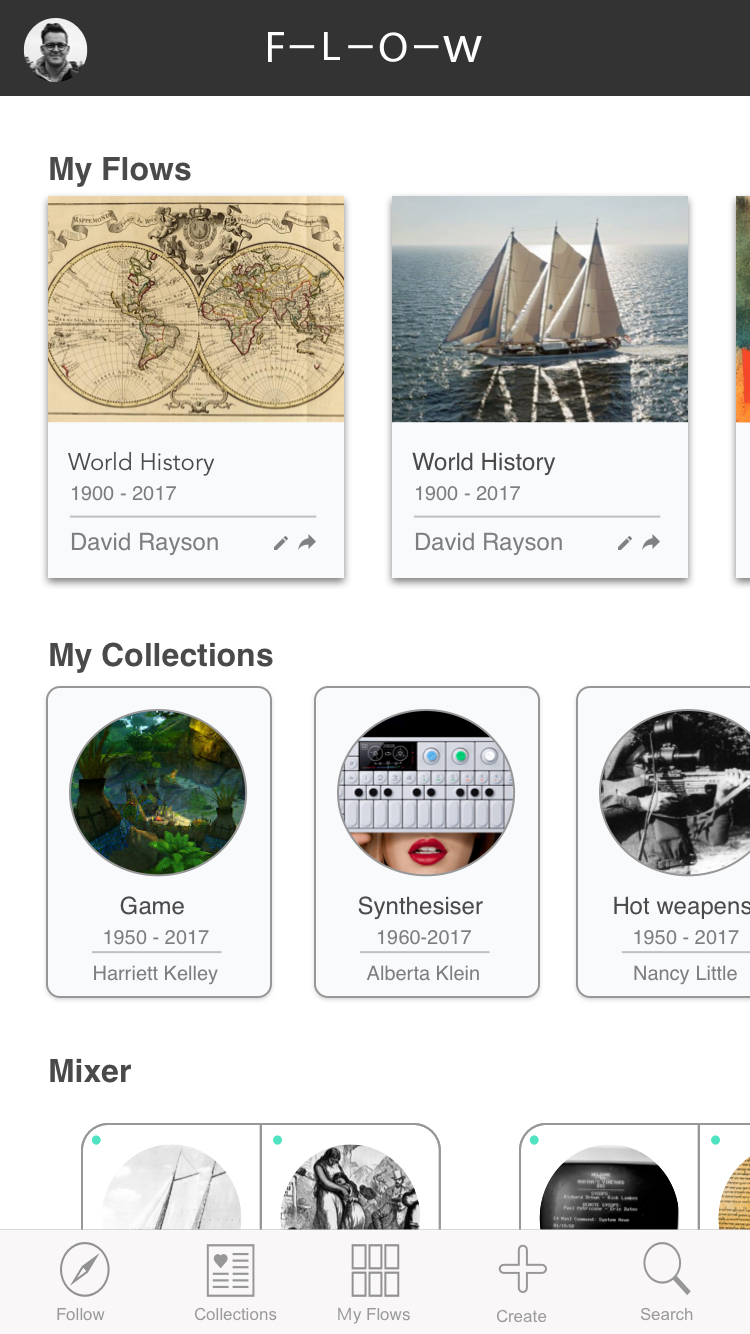 F—L—O—W
My Flows
MAPPEMONDE
World History
1900 - 2017
David Rayson
World History
1900 - 2017
David Rayson
My Collections
Game
1950 - 2017
Harriett Kelley
Synthesiser
1960-2017
Alberta Klein
Hot weapens
1950 - 2017
Nancy Little
Mixer
WELCOME
Follow
Collections
My Flows
Create
Search